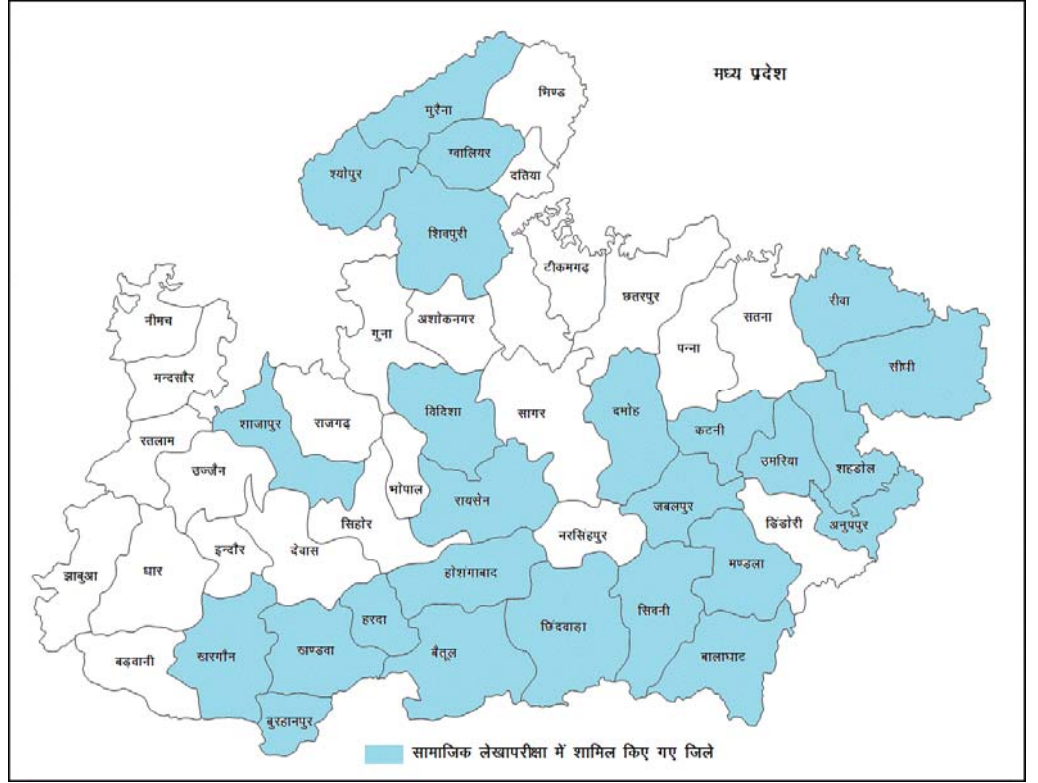 मध्य प्रदेश
भिण्ड
मुरैना
ग्वालियर
दतिया
श्योपुर
शिवपुरी
टीकमगढ़
छतरपुर
रीवा
सतना
नीमच
अशोकनगर
गुना
पन्ना
सीधी
मन्दसौर
विदिशा
सागर
दमोह
शाजापुर
राजगढ़
कटनी
रतलाम
उमरिया
शहडोल
उज्जैन
भोपाल
रायसेन
जबलपुर
सिहोर
डिंडोरी
अनुपपुर
नरसिंहपुर
इन्दौर
देवास
मण्डला
झाबुआ
धार
होशंगाबाद
सिवनी
हरदा
छिंदवाड़ा
बड़वानी
खारगौन
खण्डवा
बैतूल
बालाघाट
बुरहानपुर
सामाजिक लेखापरीक्षा में शामिल किए गए जिले